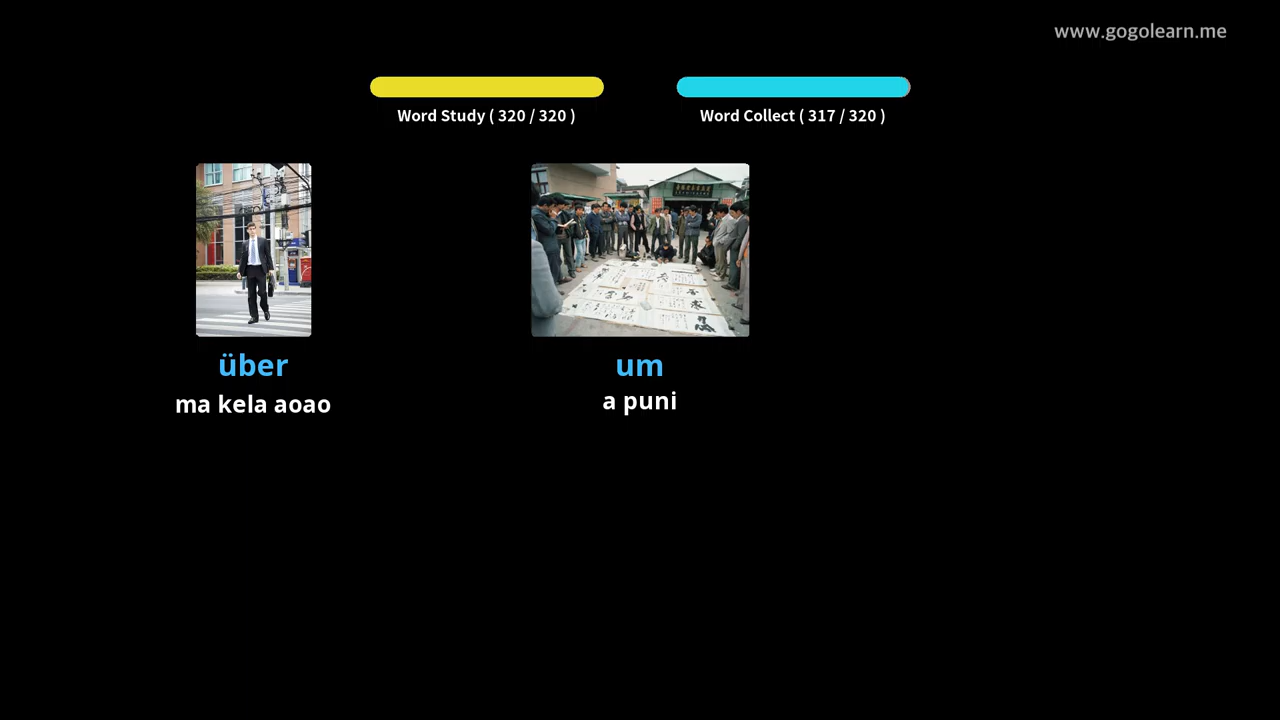 www.gogolearn.me
Word Study ( 320 / 320 )
Word Collect ( 317 / 320 )
über
ma kela aoao
um
a puni